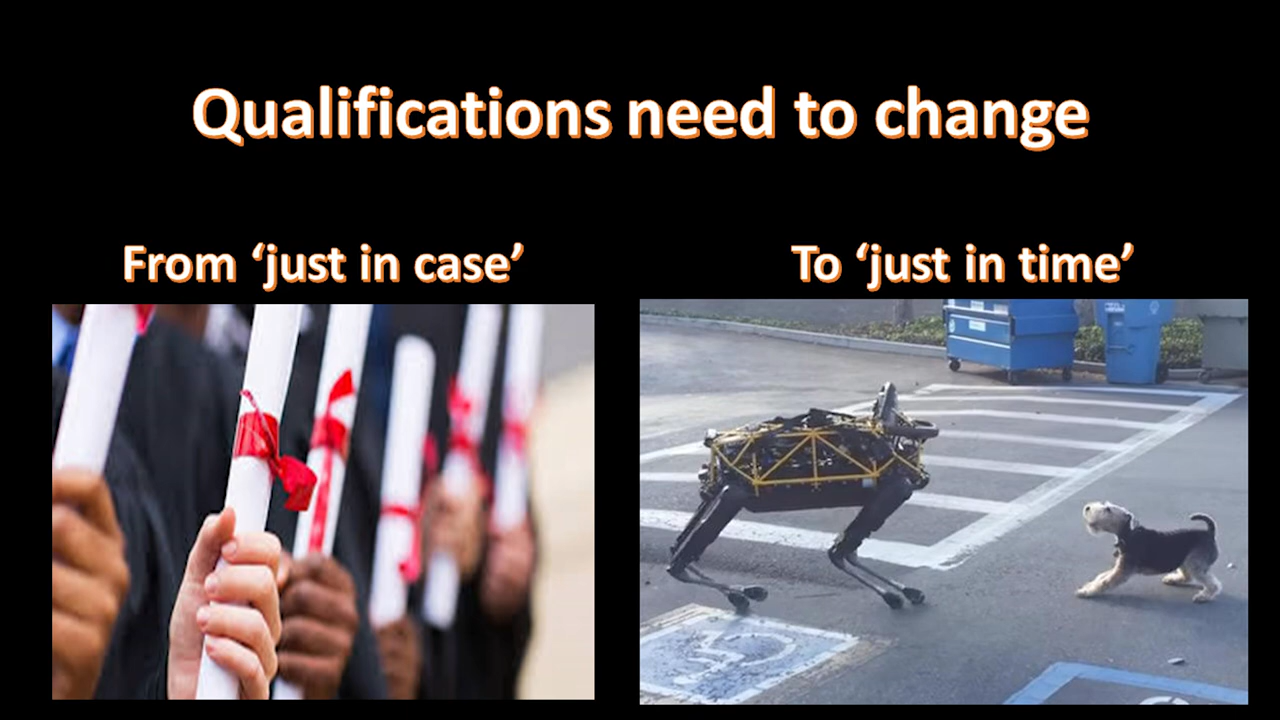 Qualifications need to change
From ‘just in case’
To ‘just in time’